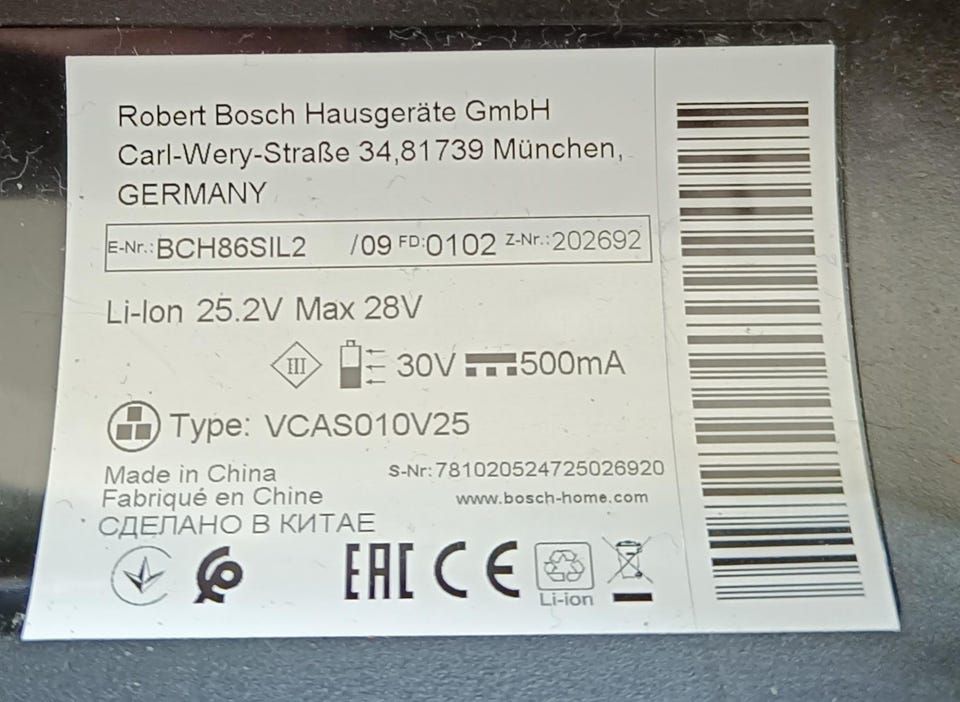 Robert Bosch Hausgeräte GmbH
Carl-Wery-Straße 34,81739 München,
GERMANY
E-Nr.:BCH86SIL2 /09 FD:0102 Z-Nr.:202692
Li-Ion 25.2V Max 28V
III 30V 500mA
Type: VCAS010V25
Made in China S-Nr:781020524725026920
Fabriqué en Chine www.bosch-home.com
СДЕЛАНО В КИТАЕ
EAC CE
Li-ion